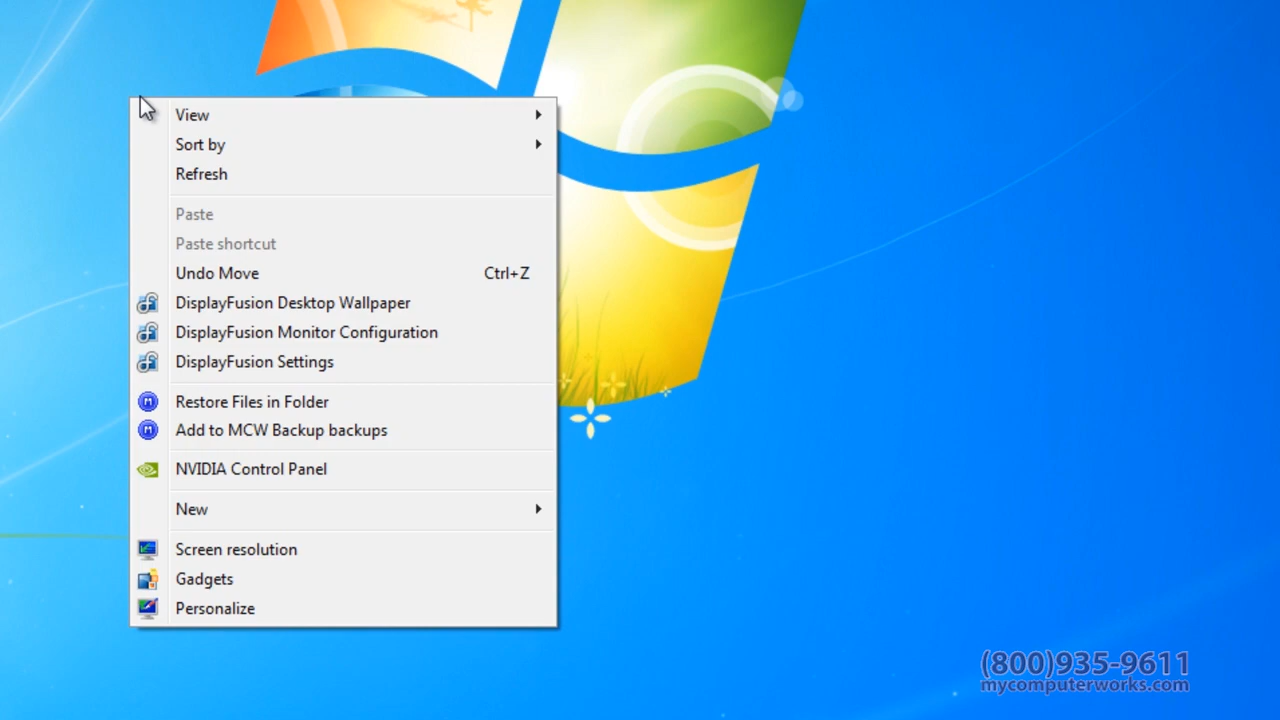 View
Sort by
Refresh
Paste
Paste shortcut
Undo Move Ctrl+Z
DisplayFusion Desktop Wallpaper
DisplayFusion Monitor Configuration
DisplayFusion Settings
Restore Files in Folder
Add to MCW Backup backups
NVIDIA Control Panel
New
Screen resolution
Gadgets
Personalize
(800)935-9611
mycomputerworks.com